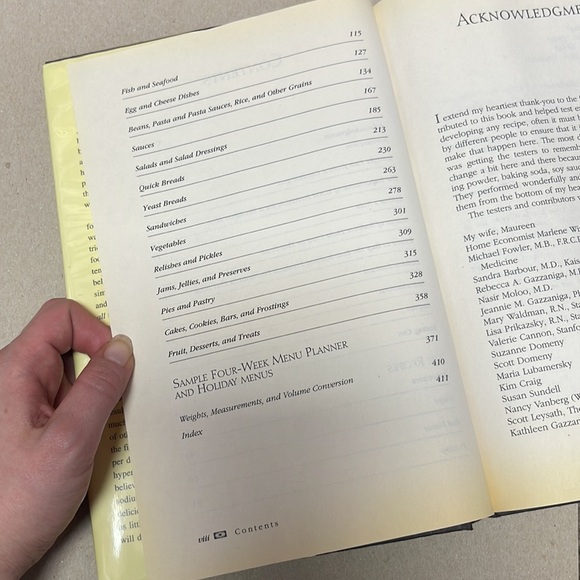 Fish and Seafood 115
Egg and Cheese Dishes 127
Beans, Pasta and Pasta Sauces, Rice, and Other Grains 134
Sauces 167
Salads and Salad Dressings 185
Quick Breads 213
Yeast Breads 230
Sandwiches 263
Vegetables 278
Relishes and Pickles 301
Jams, Jellies, and Preserves 309
Pies and Pastry 315
Cakes, Cookies, Bars, and Frostings 328
Fruit, Desserts, and Treats 358
SAMPLE FOUR-WEEK MENU PLANNER
AND HOLIDAY MENUS 371
Weights, Measurements, and Volume Conversion 410
Index 411
viii Contents
ACKNOWLEDGME
I extend my heartiest thank-you to the
tributed to this book and helped test
developing any recipe, often it must
by different people to ensure that it
make that happen here. The most
was getting the testers to rememb
change a bit here and there becau
ing powder, baking soda, soy sau
They performed wonderfully and
them from the bottom of my he
The testers and contributors
My wife, Maureen
Home Economist Marlene Wi
Michael Fowler, M.B., F.R.C.
Medicine
Sandra Barbour, M.D., Kais
Rebecca A. Gazzaniga, M.
Nasir Moloo, M.D.
Jeannie M. Gazzaniga, Ph
Mary Waldman, R.N., Sta
Lisa Prikazsky, R.N., Sta
Valerie Cannon, Stanfo
Suzanne Domeny
Scott Domeny
Maria Lubamersky
Kim Craig
Susan Sundell
Nancy Vanberg (W
Scott Leysath, Th
Kathleen Gazzan